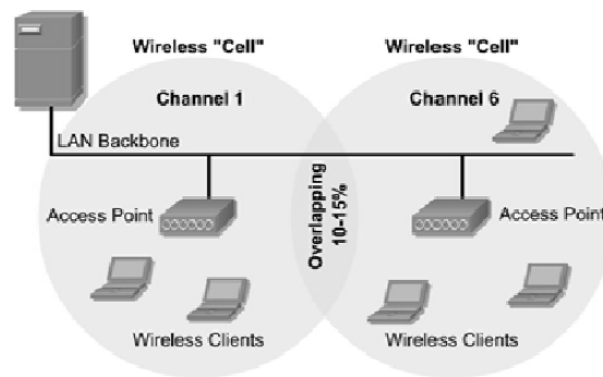 Wireless "Cell"
Wireless "Cell"
Channel 1
Channel 6
LAN Backbone
Overlapping
10-15%
Access Point
Access Point
Wireless Clients
Wireless Clients